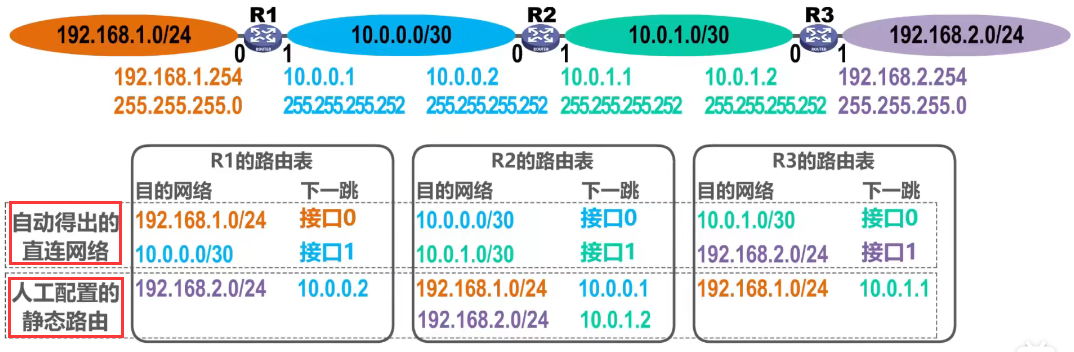 R1 R2 R3
192.168.1.0/24 10.0.0.0/30 10.0.1.0/30 192.168.2.0/24
ROUTER ROUTER ROUTER
0 1 0 1 0 1
192.168.1.254 10.0.0.1 10.0.0.2 10.0.1.1 10.0.1.2 192.168.2.254
255.255.255.0 255.255.255.252 255.255.255.252 255.255.255.252 255.255.255.252 255.255.255.0
R1的路由表 R2的路由表 R3的路由表
目的网络 下一跳 目的网络 下一跳 目的网络 下一跳
自动得出的
直连网络
192.168.1.0/24 接口0 10.0.0.0/30 接口0 10.0.1.0/30 接口0
10.0.0.0/30 接口1 10.0.1.0/30 接口1 192.168.2.0/24 接口1
人工配置的
静态路由
192.168.2.0/24 10.0.0.2 192.168.1.0/24 10.0.0.1 192.168.1.0/24 10.0.1.1
192.168.2.0/24 10.0.1.2